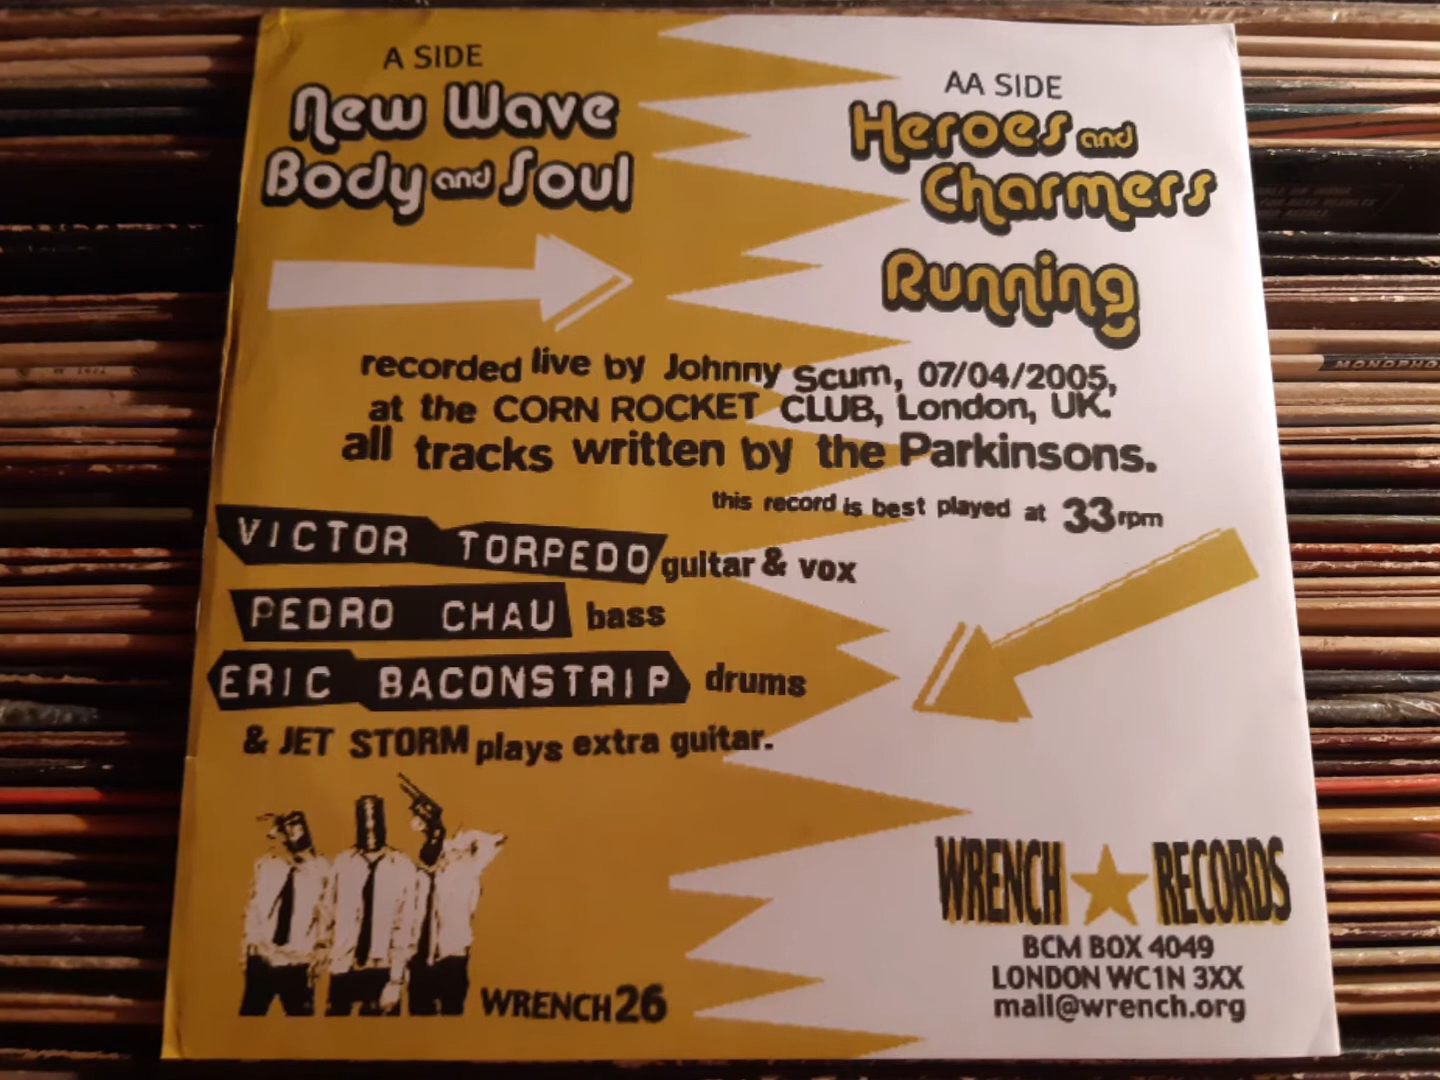 A SIDE
New Wave
Body and Soul
AA SIDE
Heroes and
Charmers
Running
recorded live by Johnny Scum, 07/04/2005,
at the CORN ROCKET CLUB, London, UK.
all tracks written by the Parkinsons.
this record is best played at 33rpm
VICTOR TORPEDO guitar & vox
PEDRO CHAU bass
ERIC BACONSTRIP drums
& JET STORM plays extra guitar.
WRENCH26
WRENCH RECORDS
BCM BOX 4049
LONDON WC1N 3XX
mail@wrench.org